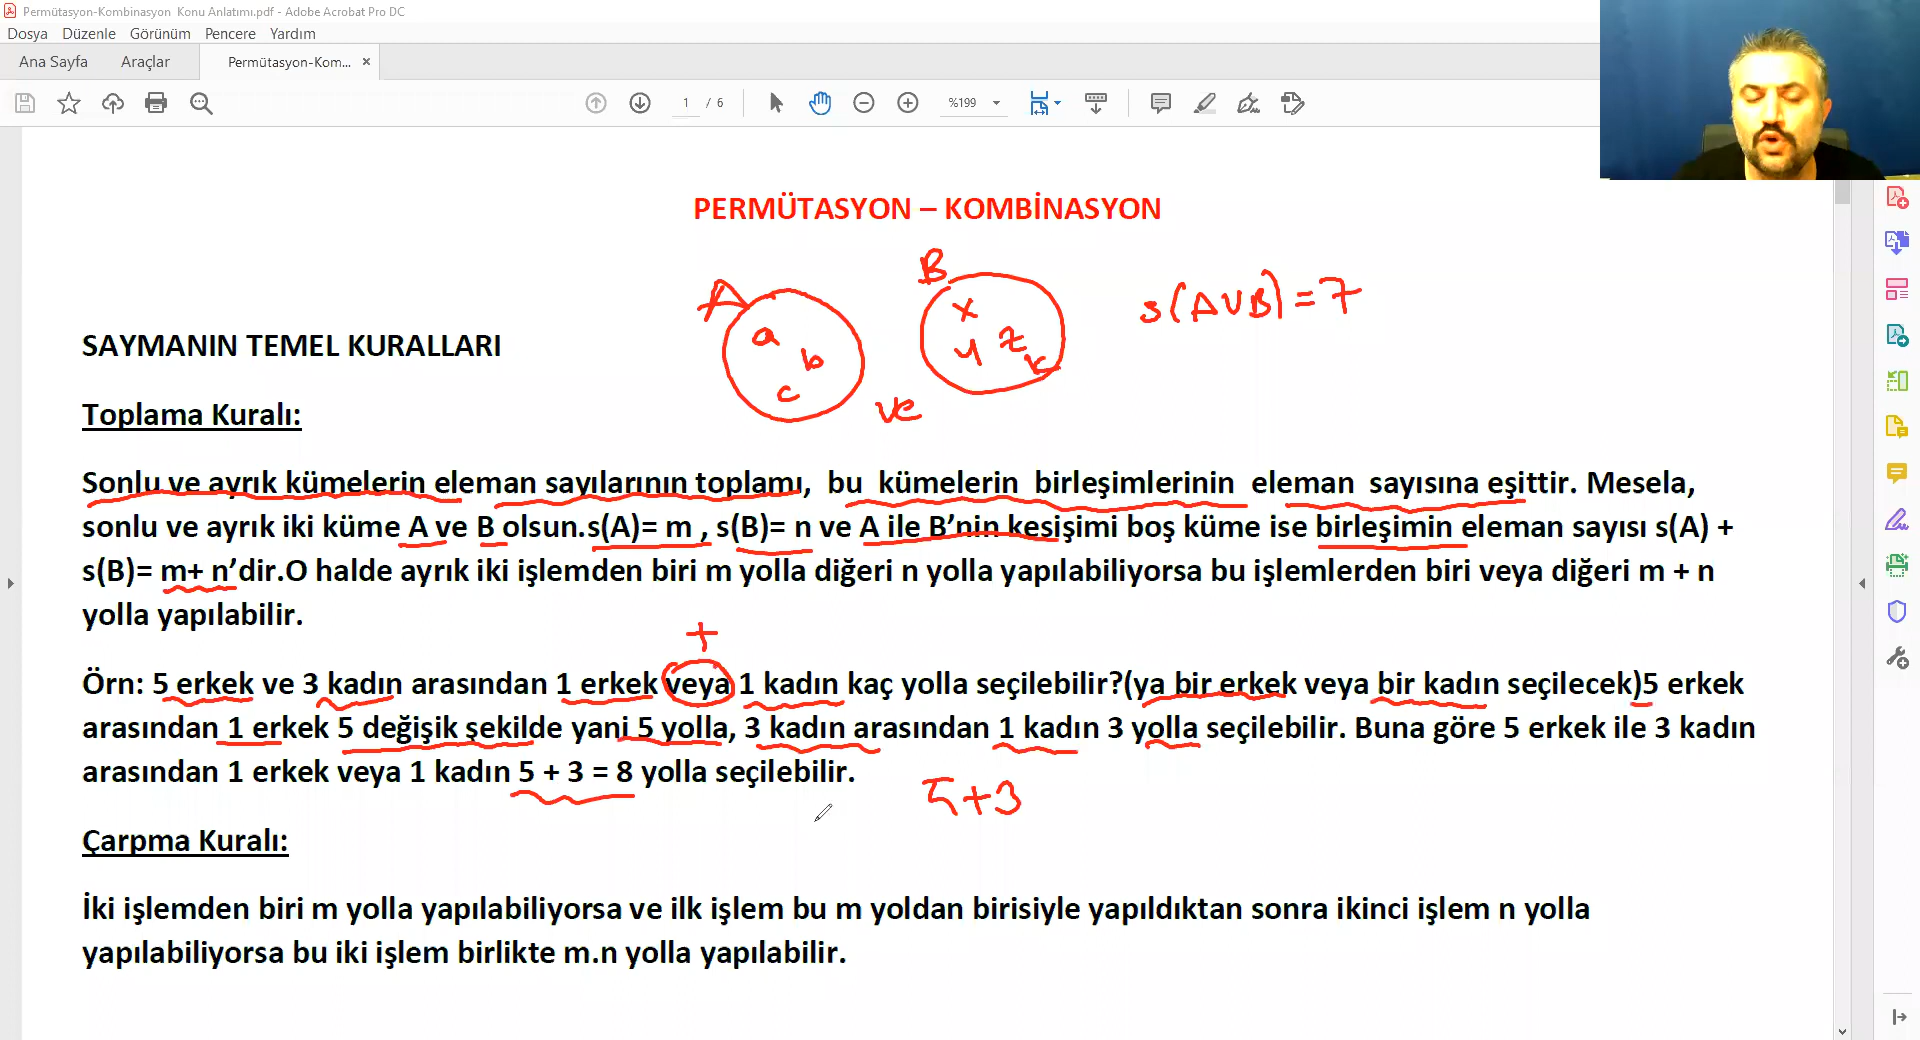 Permütasyon-Kombinasyon Konu Anlatımı.pdf - Adobe Acrobat Pro DC
Dosya Düzenle Görünüm Pencere Yardım
Ana Sayfa Araçlar Permütasyon-Kom... ×
1 / 6 %199
PERMÜTASYON – KOMBİNASYON
A B s(A∪B)=7
a b c x y z k
ve
SAYMANIN TEMEL KURALLARI
Toplama Kuralı:
Sonlu ve ayrık kümelerin eleman sayılarının toplamı, bu kümelerin birleşimlerinin eleman sayısına eşittir. Mesela,
sonlu ve ayrık iki küme A ve B olsun.s(A)= m , s(B)= n ve A ile B’nin kesişimi boş küme ise birleşimin eleman sayısı s(A) +
s(B)= m+ n’dir.O halde ayrık iki işlemden biri m yolla diğeri n yolla yapılabiliyorsa bu işlemlerden biri veya diğeri m + n
yolla yapılabilir.
+
Örn: 5 erkek ve 3 kadın arasından 1 erkek veya 1 kadın kaç yolla seçilebilir?(ya bir erkek veya bir kadın seçilecek)5 erkek
arasından 1 erkek 5 değişik şekilde yani 5 yolla, 3 kadın arasından 1 kadın 3 yolla seçilebilir. Buna göre 5 erkek ile 3 kadın
arasından 1 erkek veya 1 kadın 5 + 3 = 8 yolla seçilebilir.
5+3
Çarpma Kuralı:
İki işlemden biri m yolla yapılabiliyorsa ve ilk işlem bu m yoldan birisiyle yapıldıktan sonra ikinci işlem n yolla
yapılabiliyorsa bu iki işlem birlikte m.n yolla yapılabilir.